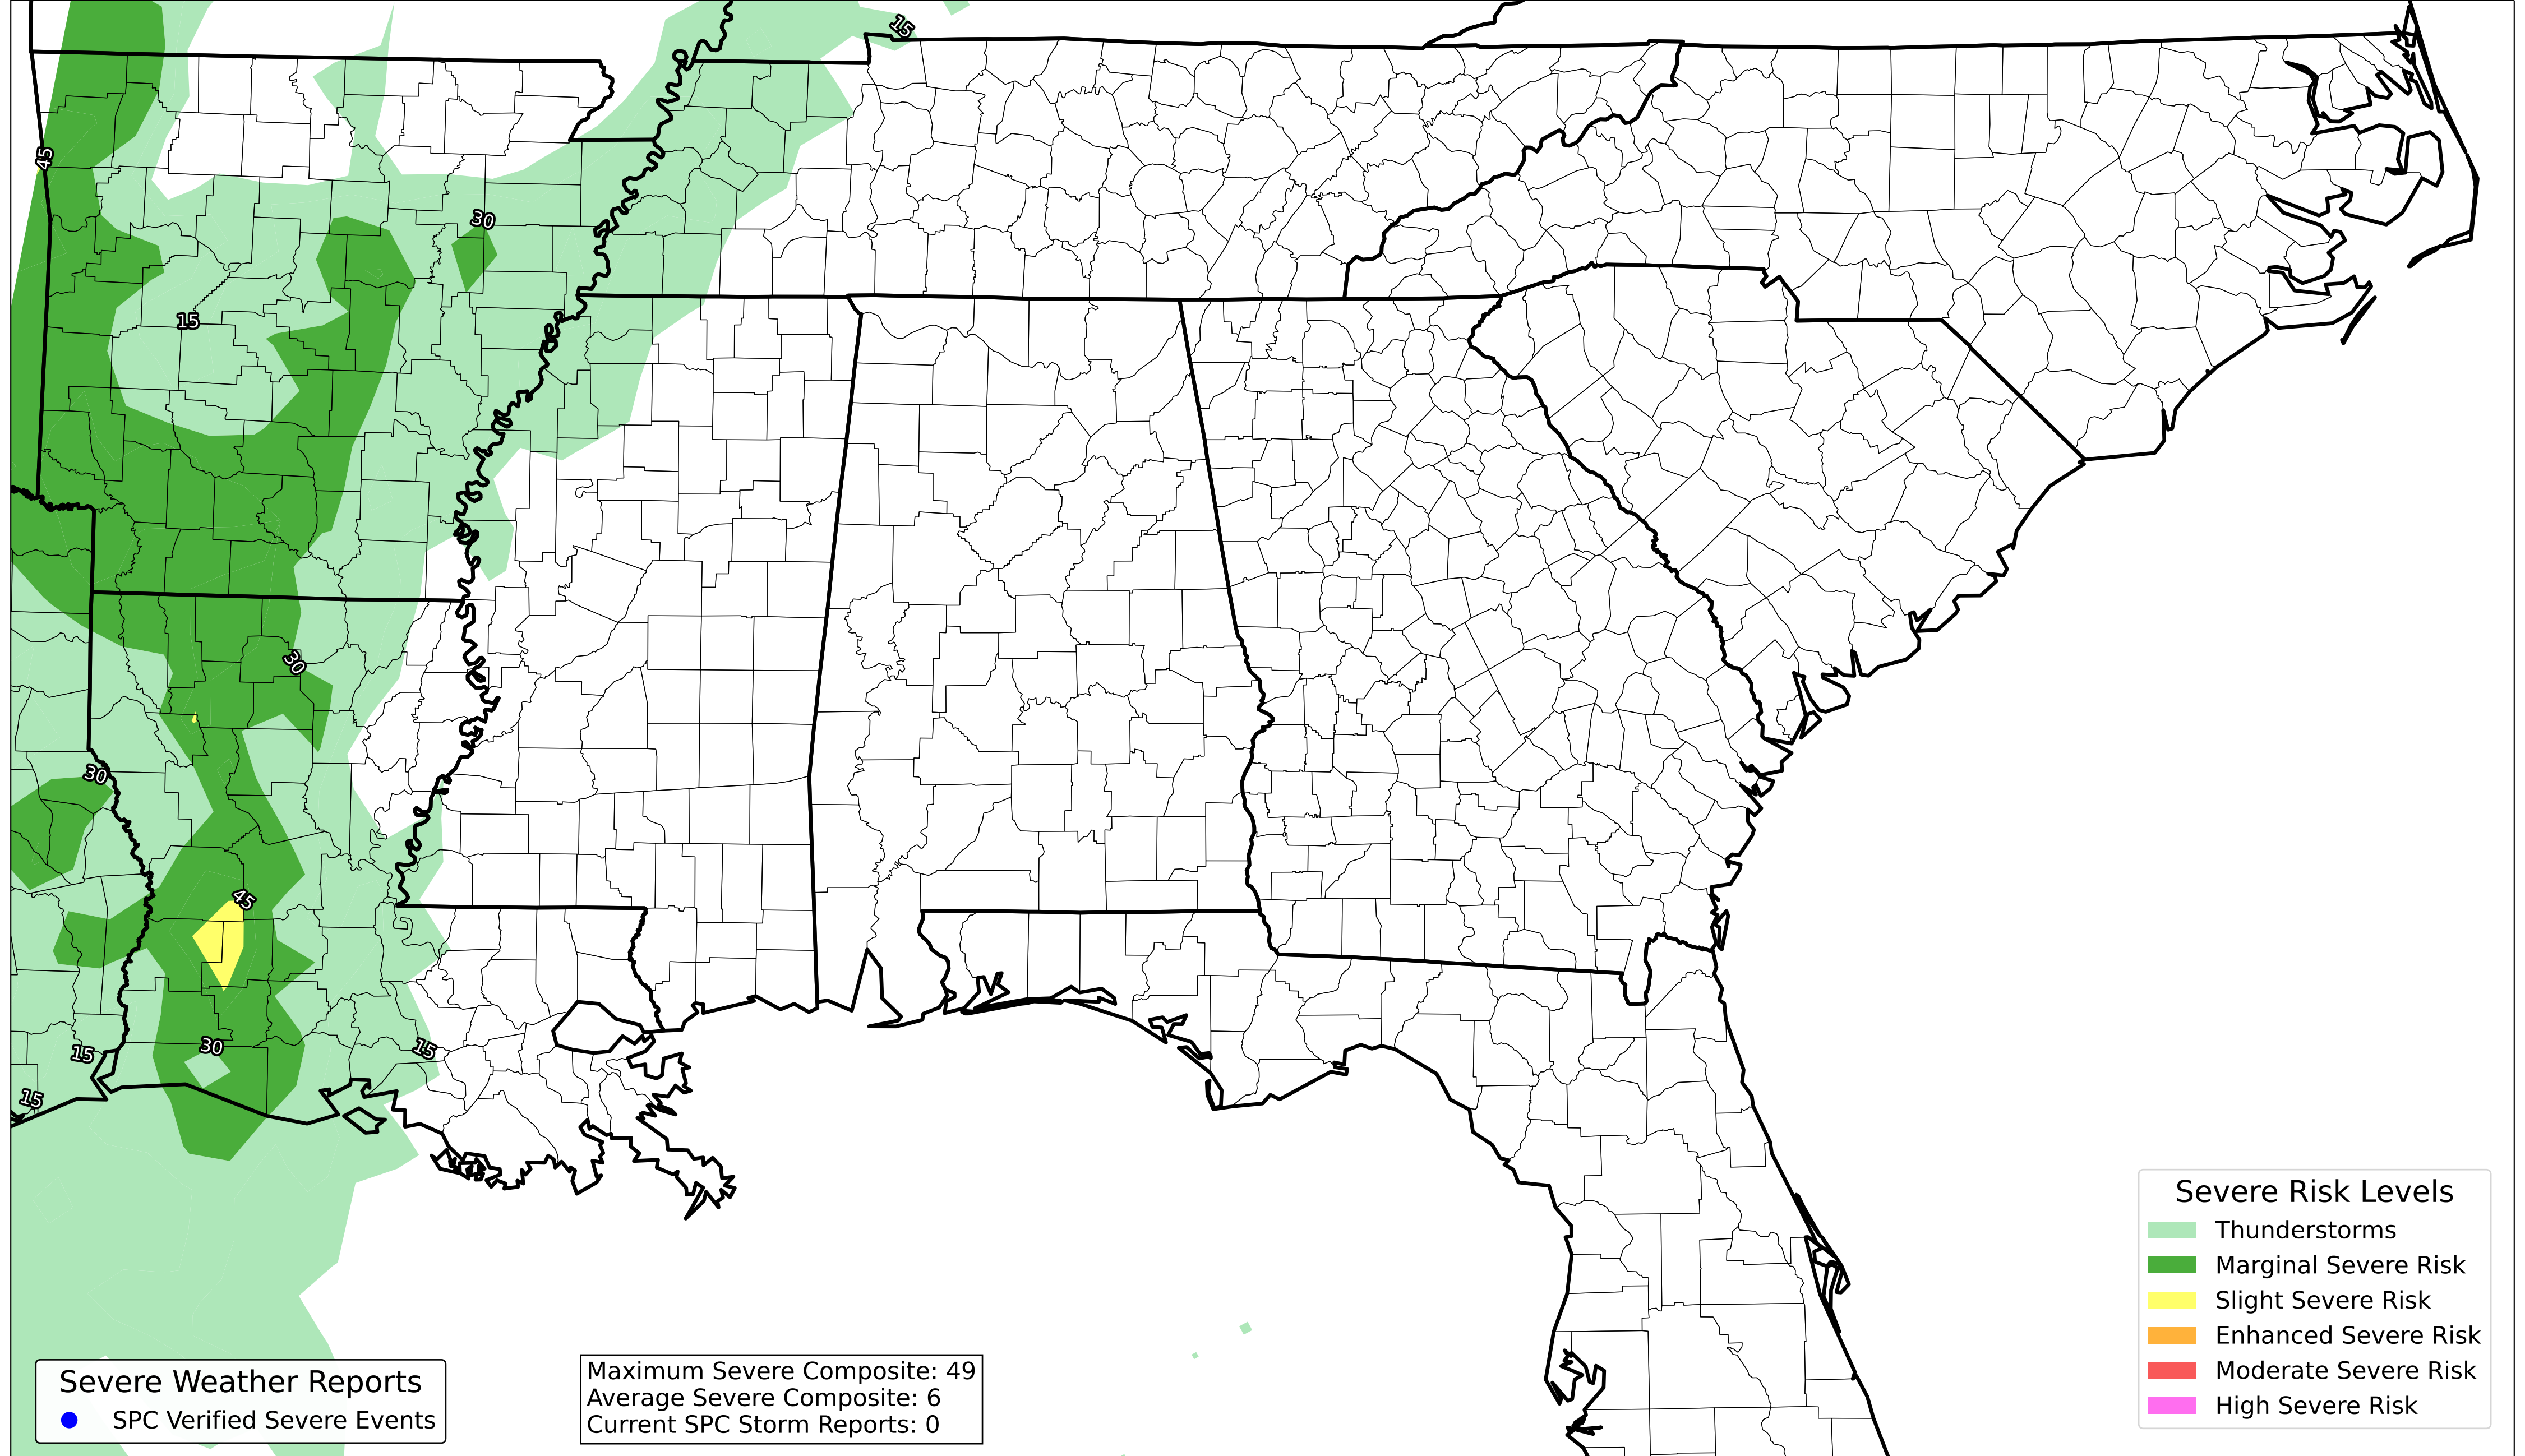 15
45
30
15
30
30
45
30
15
15
15
Severe Risk Levels
Thunderstorms
Marginal Severe Risk
Slight Severe Risk
Enhanced Severe Risk
Moderate Severe Risk
High Severe Risk
Severe Weather Reports
SPC Verified Severe Events
Maximum Severe Composite: 49
Average Severe Composite: 6
Current SPC Storm Reports: 0